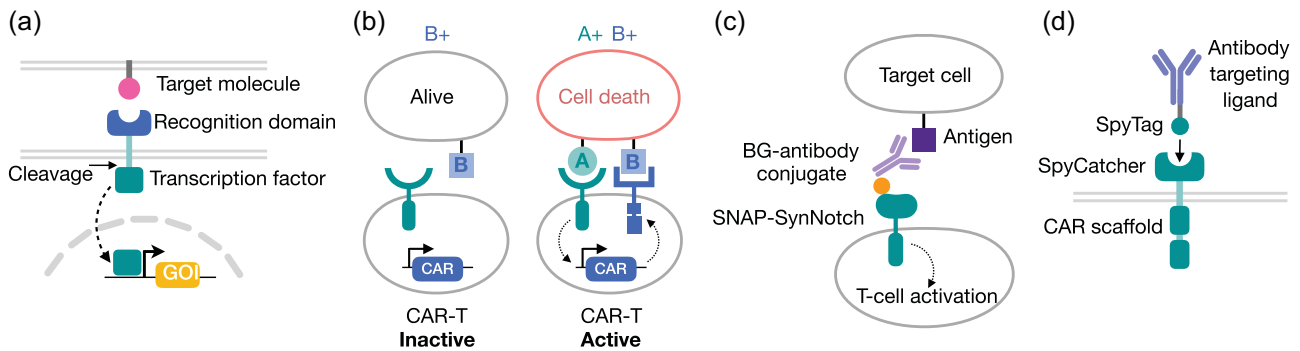 (a)
Target molecule
Recognition domain
Cleavage
Transcription factor
GOI
(b)
B+
Alive
B
CAR
CAR-T
Inactive
A+ B+
Cell death
A
B
CAR
CAR-T
Active
(c)
Target cell
Antigen
BG-antibody
conjugate
SNAP-SynNotch
T-cell activation
(d)
Antibody
targeting
ligand
SpyTag
SpyCatcher
CAR scaffold